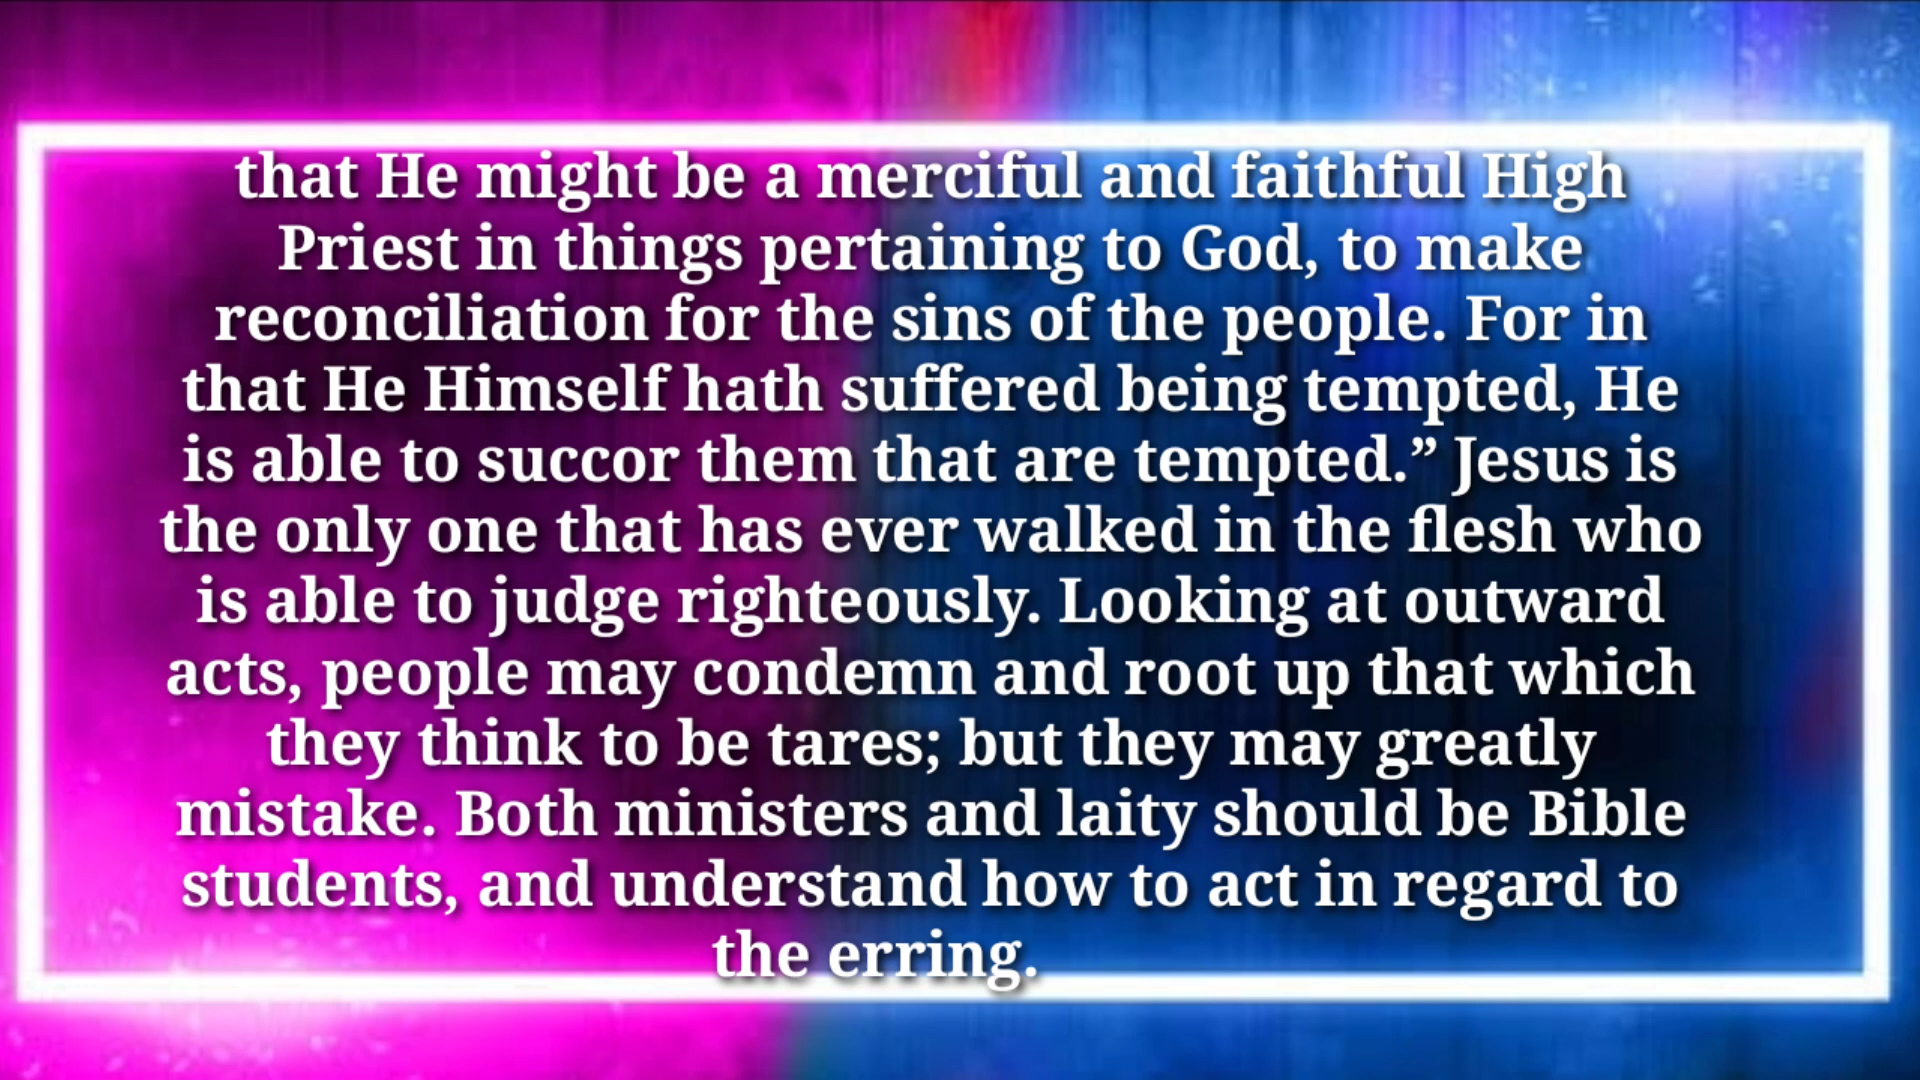 that He might be a merciful and faithful High
Priest in things pertaining to God, to make
reconciliation for the sins of the people. For in
that He Himself hath suffered being tempted, He
is able to succor them that are tempted.” Jesus is
the only one that has ever walked in the flesh who
is able to judge righteously. Looking at outward
acts, people may condemn and root up that which
they think to be tares; but they may greatly
mistake. Both ministers and laity should be Bible
students, and understand how to act in regard to
the erring.